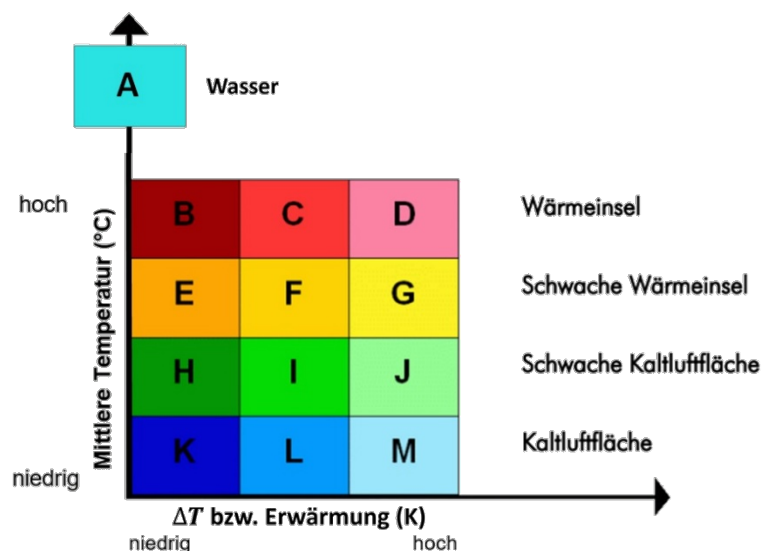 A
Wasser
hoch
Mittlere Temperatur (°C)
B C D
Wärmeinsel
E F G
Schwache Wärmeinsel
H I J
Schwache Kaltluftfläche
K L M
Kaltluftfläche
niedrig
ΔT bzw. Erwärmung (K)
niedrig
hoch